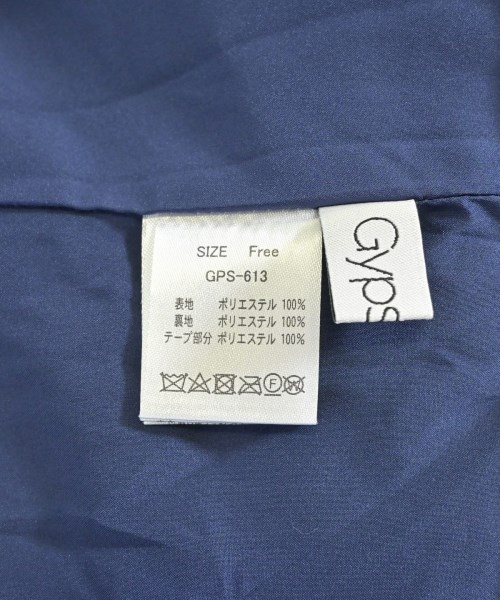 SIZE Free
GPS-613
表地 ポリエステル 100%
裏地 ポリエステル 100%
テープ部分 ポリエステル 100%
F
W
Gyps